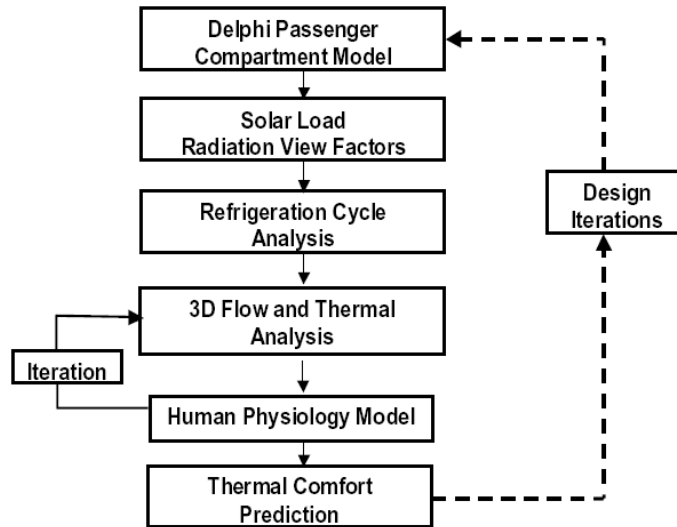 Delphi Passenger
Compartment Model
Solar Load
Radiation View Factors
Refrigeration Cycle
Analysis
Design
Iterations
3D Flow and Thermal
Analysis
Iteration
Human Physiology Model
Thermal Comfort
Prediction